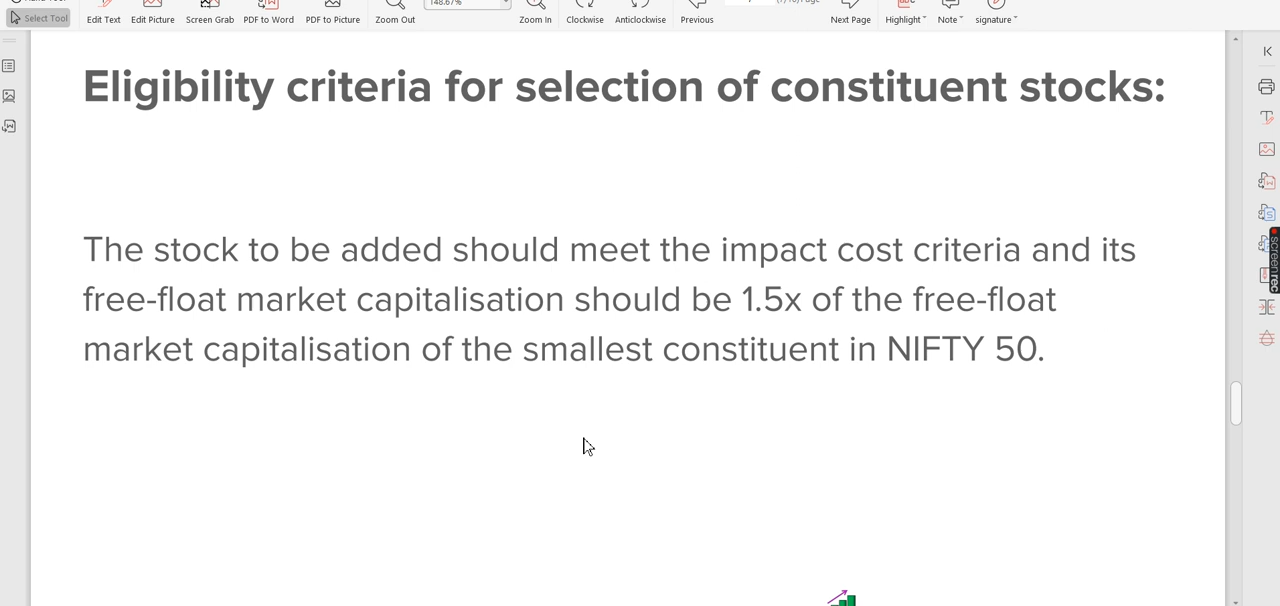 Select Tool
Edit Text
Edit Picture
Screen Grab
PDF to Word
PDF to Picture
Zoom Out
148.67%
Zoom In
Clockwise
Anticlockwise
Previous
Next Page
Highlight
Note
signature
Eligibility criteria for selection of constituent stocks:
The stock to be added should meet the impact cost criteria and its
free-float market capitalisation should be 1.5x of the free-float
market capitalisation of the smallest constituent in NIFTY 50.
screenrec